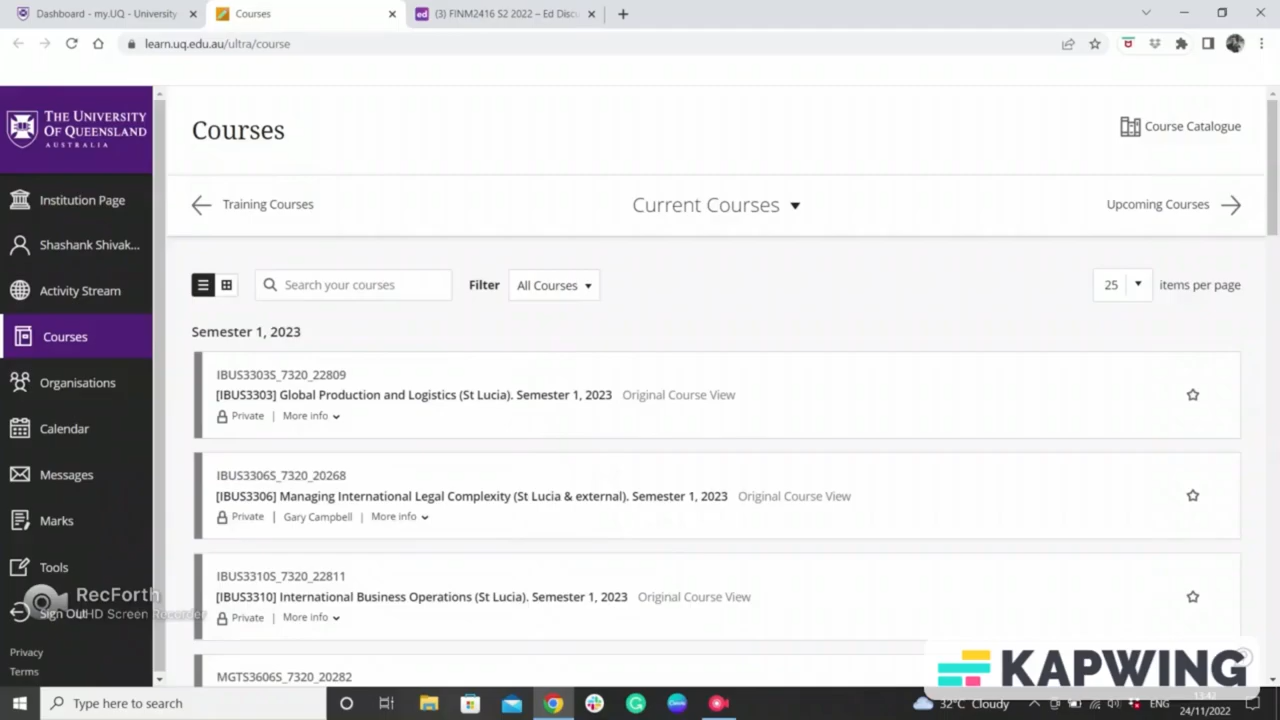 Dashboard - my.UQ - University
Courses
(3) FINM2416 S2 2022 – Ed Discu
learn.uq.edu.au/ultra/course
THE UNIVERSITY
OF QUEENSLAND
AUSTRALIA
Institution Page
Shashank Shivak...
Activity Stream
Courses
Organisations
Calendar
Messages
Marks
Tools
Sign Out
Privacy
Terms
RecForth
UHD Screen Recorder
Courses
Course Catalogue
Training Courses
Current Courses
Upcoming Courses
Search your courses
Filter
All Courses
25
items per page
Semester 1, 2023
IBUS3303S_7320_22809
[IBUS3303] Global Production and Logistics (St Lucia). Semester 1, 2023 Original Course View
Private | More info
IBUS3306S_7320_20268
[IBUS3306] Managing International Legal Complexity (St Lucia & external). Semester 1, 2023 Original Course View
Private | Gary Campbell | More info
IBUS3310S_7320_22811
[IBUS3310] International Business Operations (St Lucia). Semester 1, 2023 Original Course View
Private | More info
MGTS3606S_7320_20282
KAPWING
Type here to search
32°C Cloudy
ENG
13:42
24/11/2022